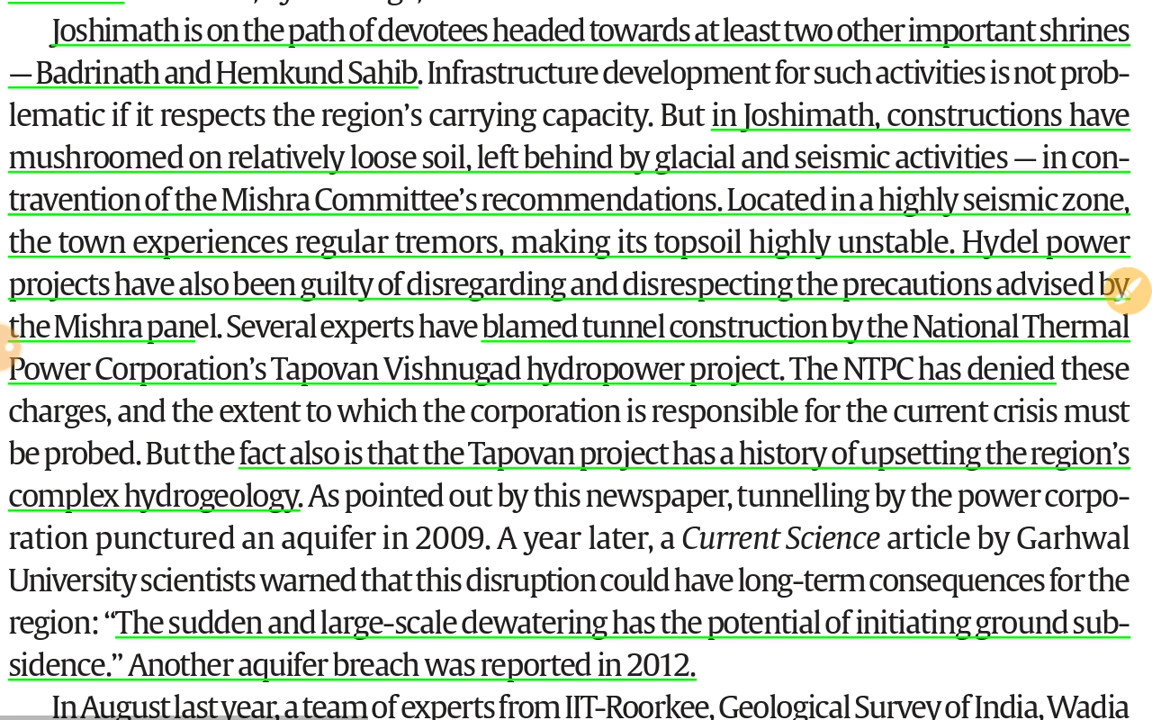 Joshimath is on the path of devotees headed towards at least two other important shrines
— Badrinath and Hemkund Sahib. Infrastructure development for such activities is not prob-
lematic if it respects the region’s carrying capacity. But in Joshimath, constructions have
mushroomed on relatively loose soil, left behind by glacial and seismic activities — in con-
travention of the Mishra Committee’s recommendations. Located in a highly seismic zone,
the town experiences regular tremors, making its topsoil highly unstable. Hydel power
projects have also been guilty of disregarding and disrespecting the precautions advised by
the Mishra panel. Several experts have blamed tunnel construction by the National Thermal
Power Corporation’s Tapovan Vishnugad hydropower project. The NTPC has denied these
charges, and the extent to which the corporation is responsible for the current crisis must
be probed. But the fact also is that the Tapovan project has a history of upsetting the region’s
complex hydrogeology. As pointed out by this newspaper, tunnelling by the power corpo-
ration punctured an aquifer in 2009. A year later, a Current Science article by Garhwal
University scientists warned that this disruption could have long-term consequences for the
region: “The sudden and large-scale dewatering has the potential of initiating ground sub-
sidence.” Another aquifer breach was reported in 2012.
In August last year, a team of experts from IIT-Roorkee, Geological Survey of India, Wadia